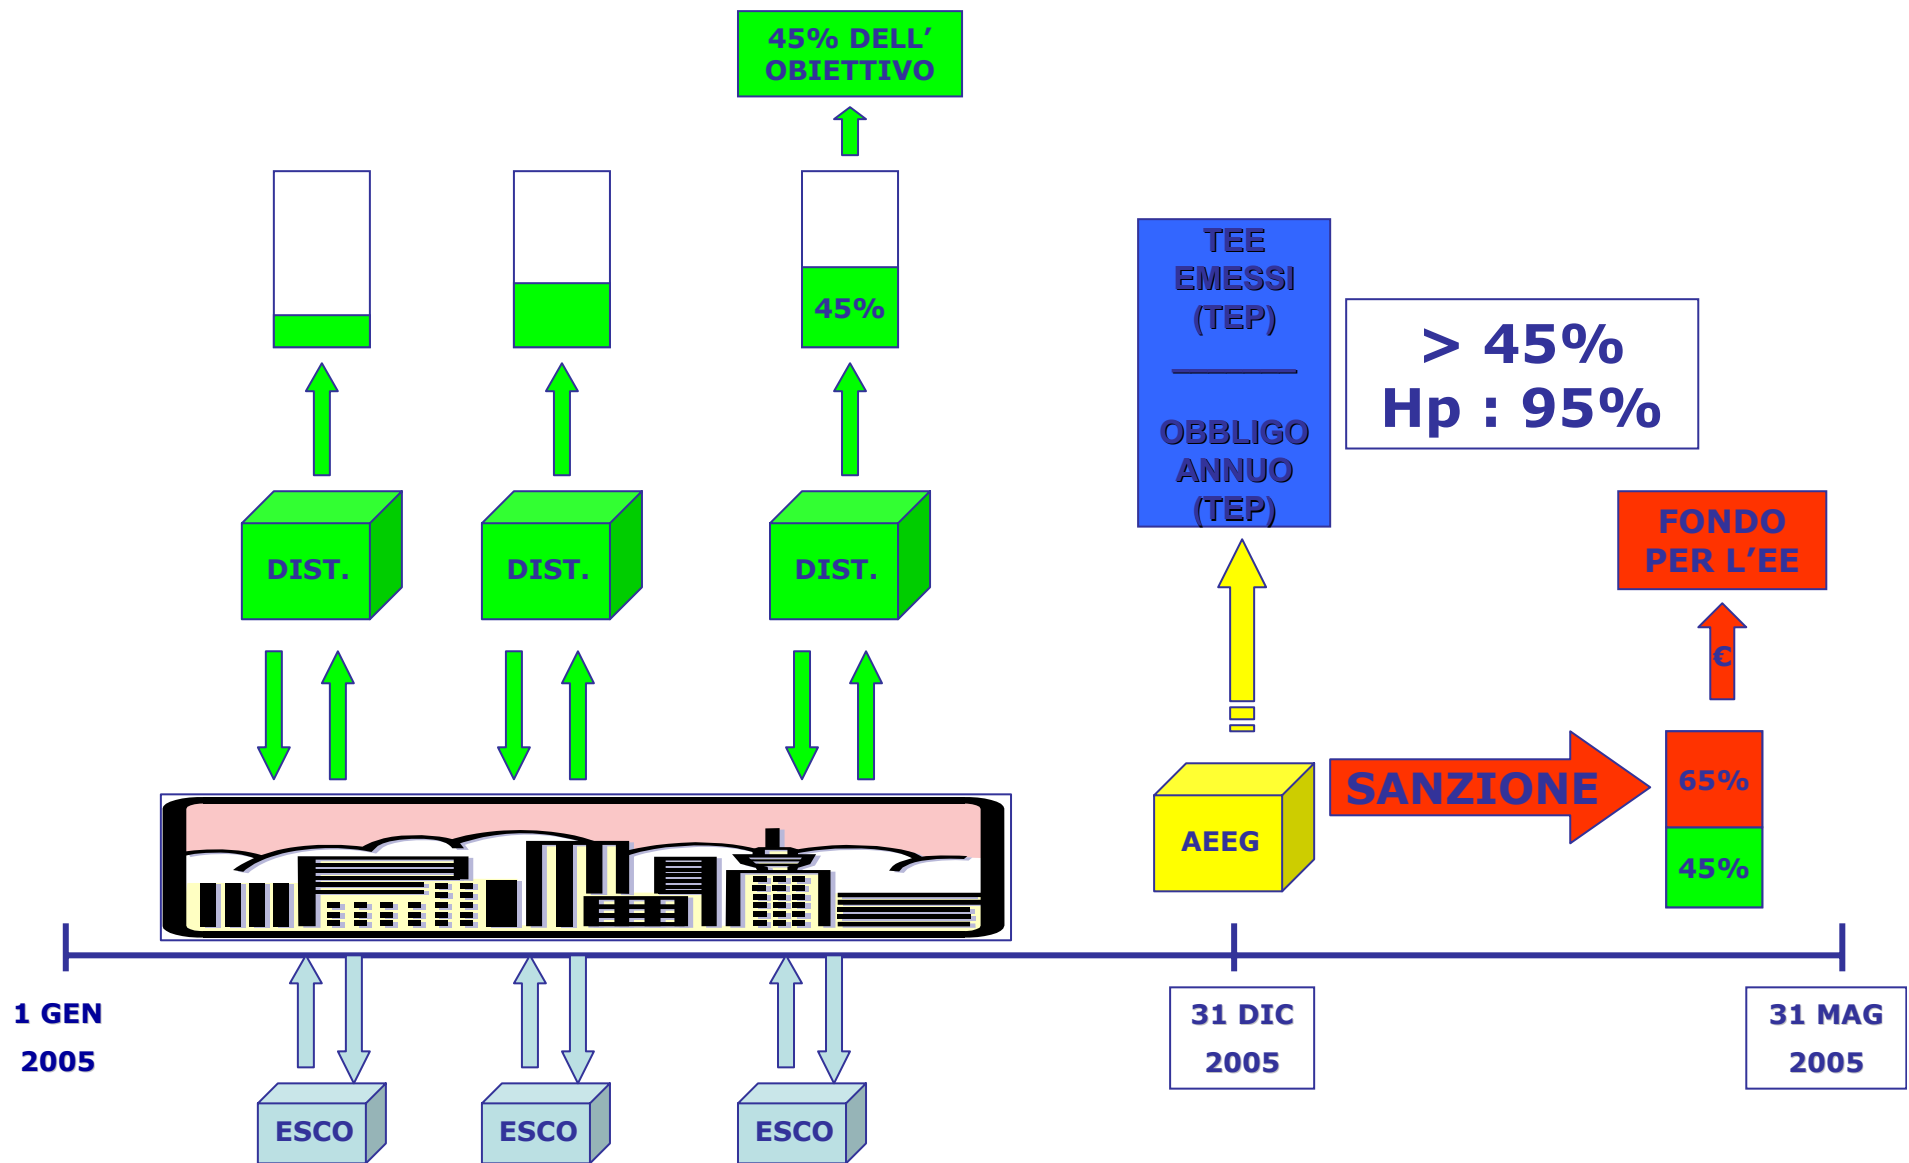 45% DELL’
OBIETTIVO
45%
TEE
EMESSI
(TEP)
OBBLIGO
ANNUO
(TEP)
> 45%
Hp : 95%
FONDO
PER L’EE
€
DIST.
DIST.
DIST.
SANZIONE
65%
45%
AEEG
1 GEN
2005
31 DIC
2005
31 MAG
2005
ESCO
ESCO
ESCO